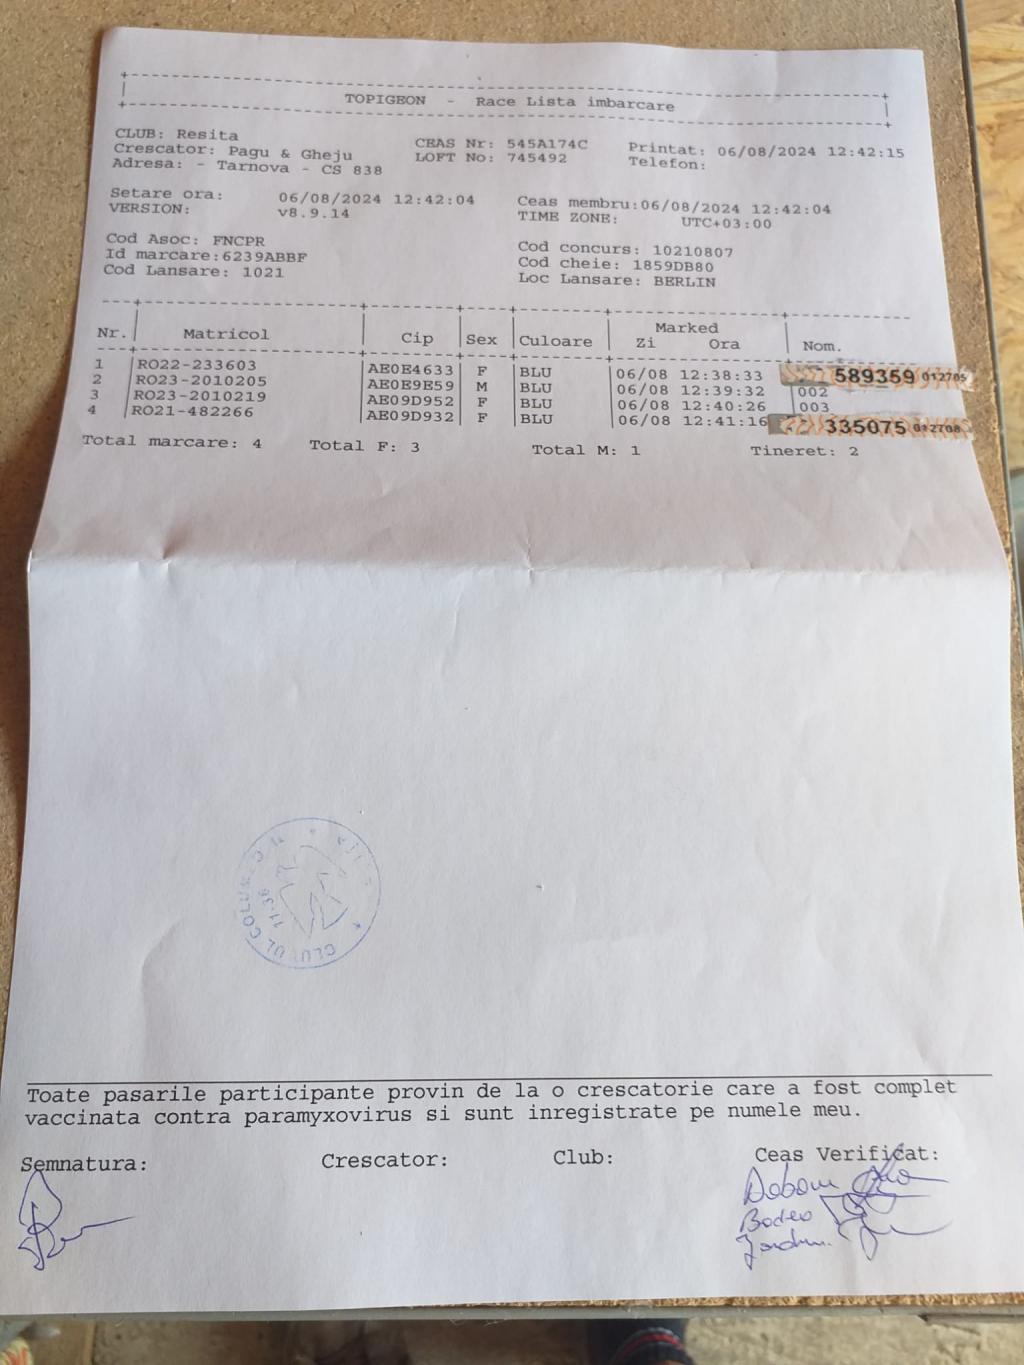 TOPIGEON - Race Lista imbarcare
CLUB: Resita
Crescator: Pagu & Gheju
Adresa: - Tarnova - CS 838
CEAS Nr: 545A174C
LOFT No: 745492
Printat: 06/08/2024 12:42:15
Telefon:
Setare ora: 06/08/2024 12:42:04
VERSION: v8.9.14
Ceas membru:06/08/2024 12:42:04
TIME ZONE: UTC+03:00
Cod Asoc: FNCPR
Id marcare:6239ABBF
Cod Lansare: 1021
Cod concurs: 10210807
Cod cheie: 1859DB80
Loc Lansare: BERLIN
Nr. Matricol Cip Sex Culoare Marked Zi Ora Nom.
1 RO22-233603 AE0E4633 F BLU 06/08 12:38:33 589359 012705
2 RO23-2010205 AE0E9E59 M BLU 06/08 12:39:32 002
3 RO23-2010219 AE09D952 F BLU 06/08 12:40:26 003
4 RO21-482266 AE09D932 F BLU 06/08 12:41:16 335075 012708
Total marcare: 4 Total F: 3 Total M: 1 Tineret: 2
Toate pasarile participante provin de la o crescatorie care a fost complet
vaccinata contra paramyxovirus si sunt inregistrate pe numele meu.
Semnatura: Crescator: Club: Ceas Verificat: